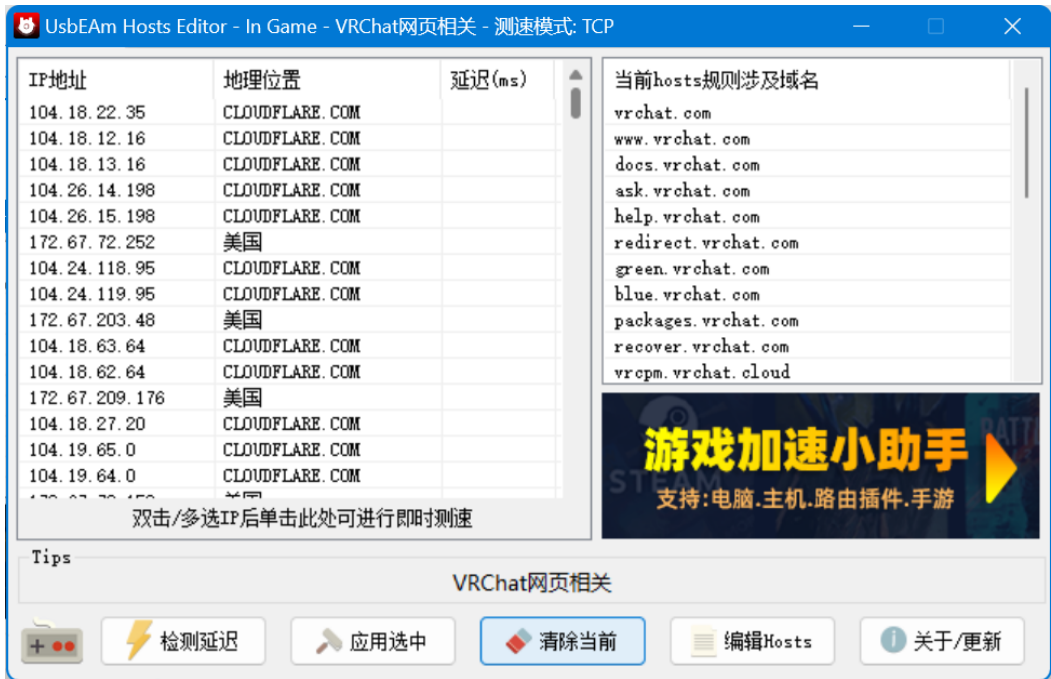 UsbEAm Hosts Editor - In Game - VRChat网页相关 - 测速模式: TCP
IP地址 地理位置 延迟(ms)
104.18.22.35 CLOUDFLARE.COM
104.18.12.16 CLOUDFLARE.COM
104.18.13.16 CLOUDFLARE.COM
104.26.14.198 CLOUDFLARE.COM
104.26.15.198 CLOUDFLARE.COM
172.67.72.252 美国
104.24.118.95 CLOUDFLARE.COM
104.24.119.95 CLOUDFLARE.COM
172.67.203.48 美国
104.18.63.64 CLOUDFLARE.COM
104.18.62.64 CLOUDFLARE.COM
172.67.209.176 美国
104.18.27.20 CLOUDFLARE.COM
104.19.65.0 CLOUDFLARE.COM
104.19.64.0 CLOUDFLARE.COM
双击/多选IP后单击此处可进行即时测速
当前hosts规则涉及域名
vrchat.com
www.vrchat.com
docs.vrchat.com
ask.vrchat.com
help.vrchat.com
redirect.vrchat.com
green.vrchat.com
blue.vrchat.com
packages.vrchat.com
recover.vrchat.com
vrcpm.vrchat.cloud
游戏加速小助手
STEAM
BATT
支持:电脑.主机.路由插件.手游
Tips
VRChat网页相关
检测延迟
应用选中
清除当前
编辑Hosts
关于/更新